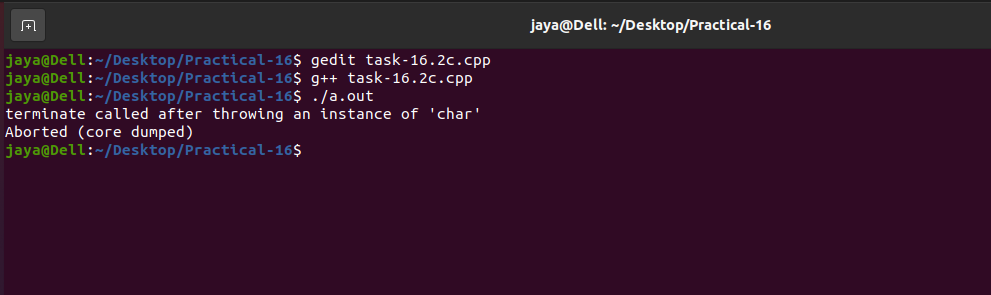 jaya@Dell: ~/Desktop/Practical-16
jaya@Dell:~/Desktop/Practical-16$ gedit task-16.2c.cpp
jaya@Dell:~/Desktop/Practical-16$ g++ task-16.2c.cpp
jaya@Dell:~/Desktop/Practical-16$ ./a.out
terminate called after throwing an instance of 'char'
Aborted (core dumped)
jaya@Dell:~/Desktop/Practical-16$